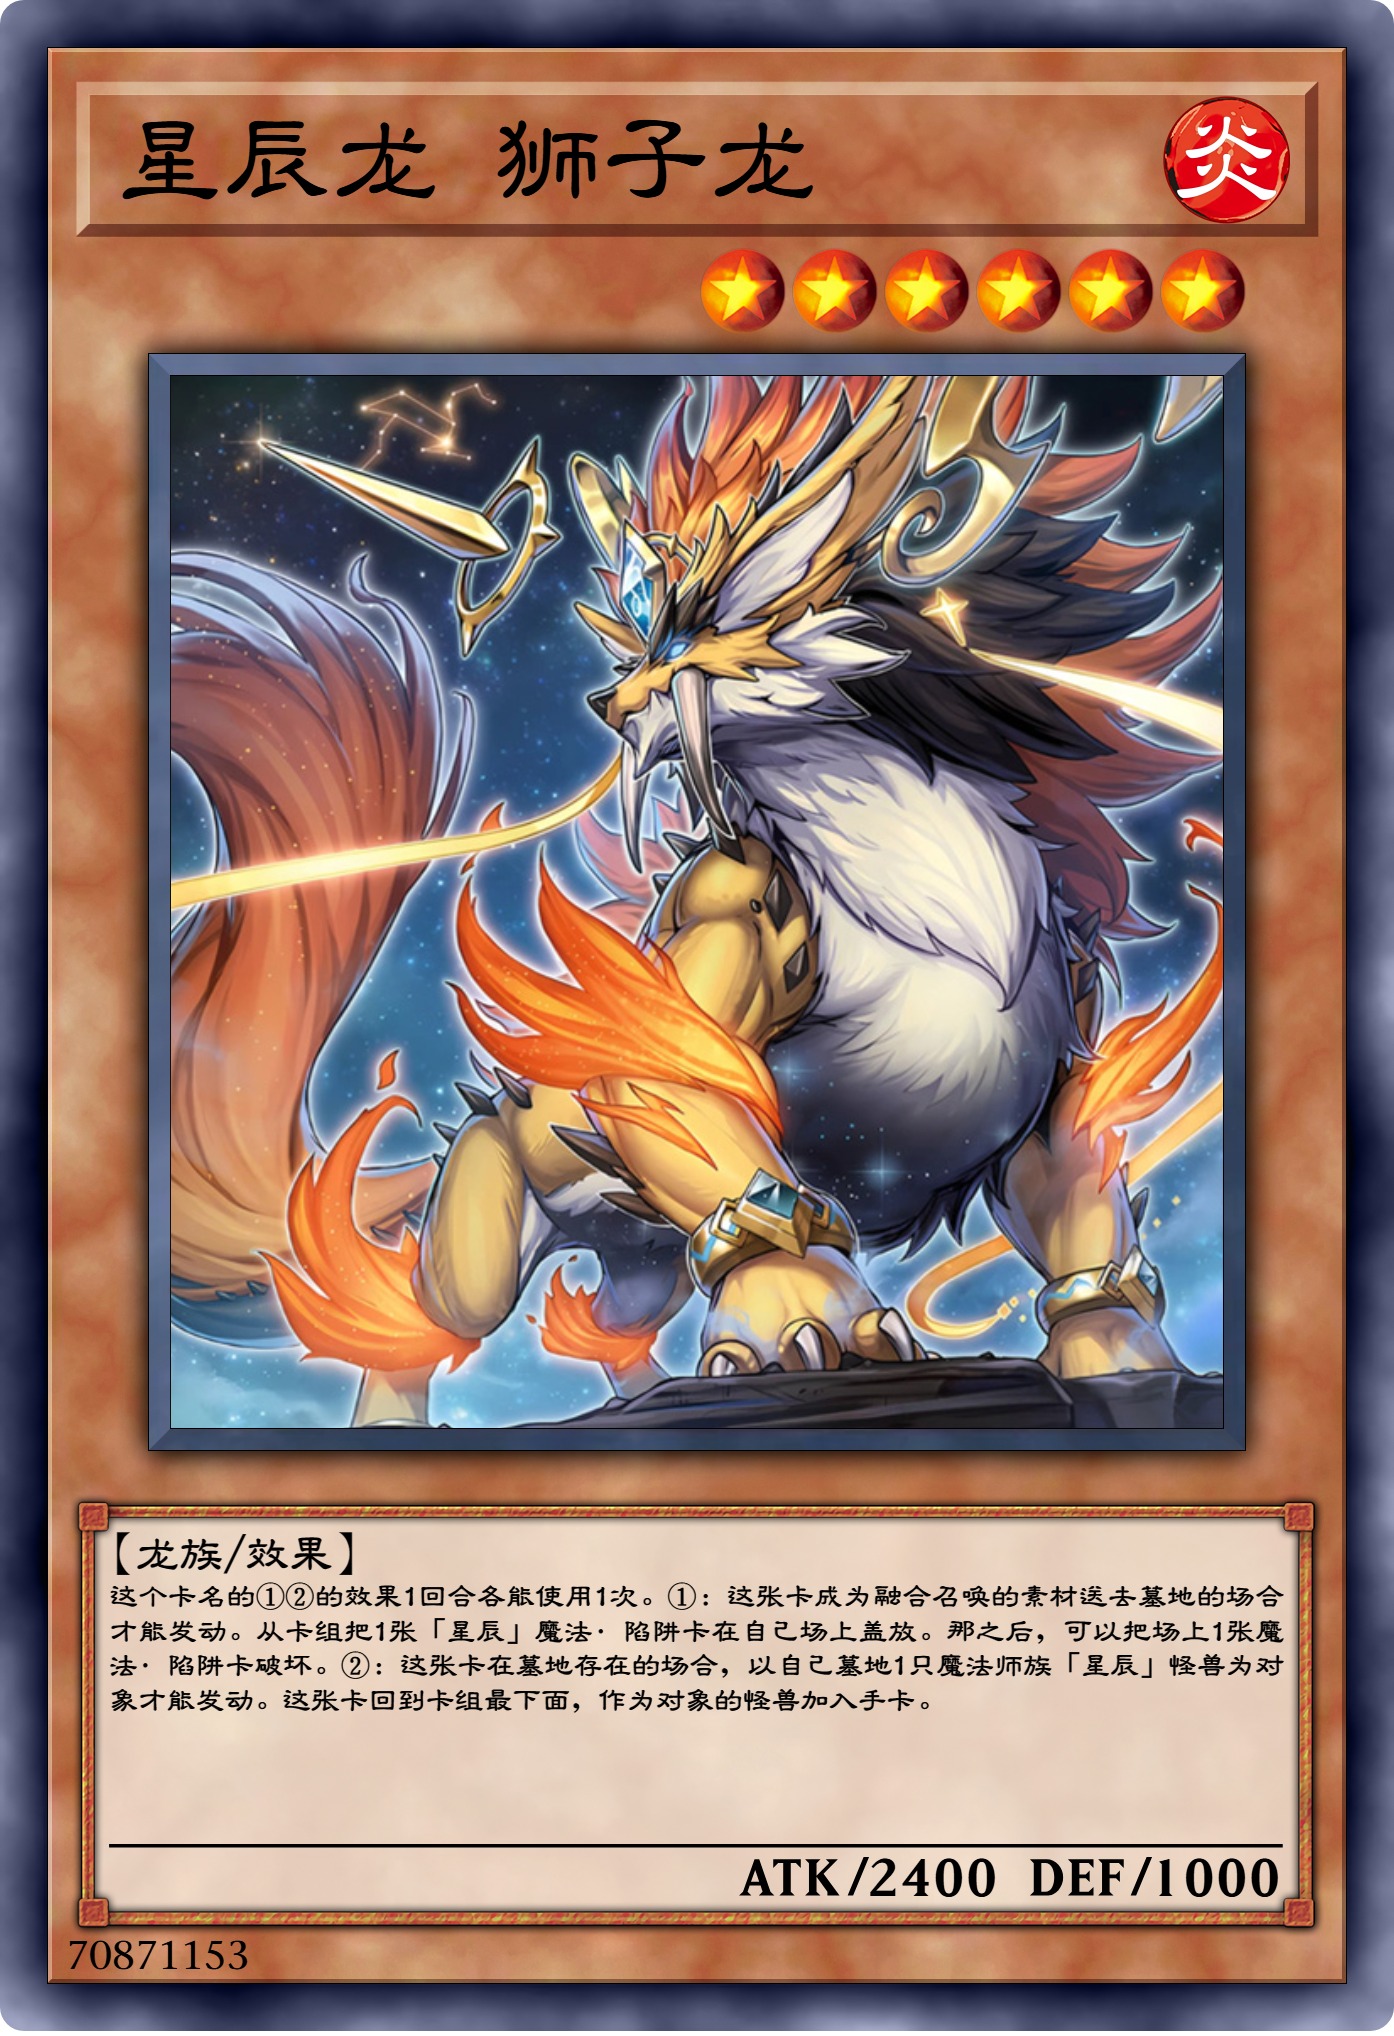 星辰龙 狮子龙
炎
【龙族/效果】
这个卡名的①②的效果1回合各能使用1次。①：这张卡成为融合召唤的素材送去墓地的场合
才能发动。从卡组把1张「星辰」魔法·陷阱卡在自己场上盖放。那之后，可以把场上1张魔
法·陷阱卡破坏。②：这张卡在墓地存在的场合，以自己墓地1只魔法师族「星辰」怪兽为对
象才能发动。这张卡回到卡组最下面，作为对象的怪兽加入手卡。
ATK/2400 DEF/1000
70871153